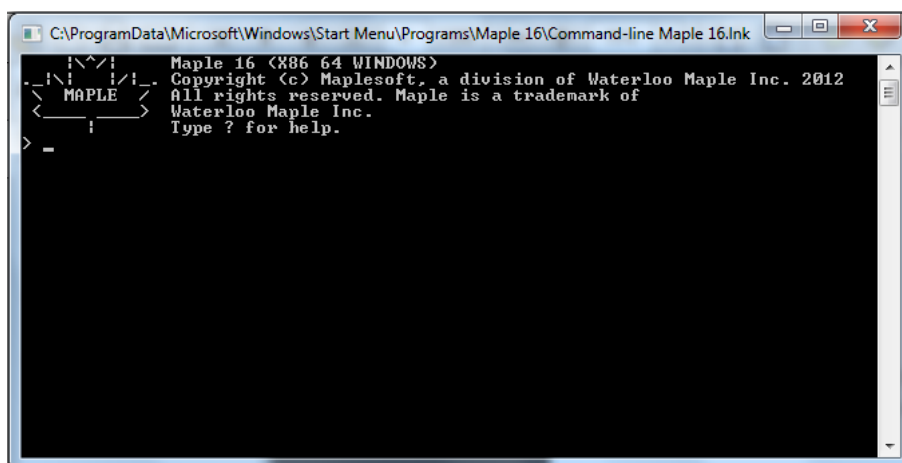 C:\ProgramData\Microsoft\Windows\Start Menu\Programs\Maple 16\Command-line Maple 16.lnk
    |\^/|     Maple 16 (X86 64 WINDOWS)
._|\|   |/|_. Copyright (c) Maplesoft, a division of Waterloo Maple Inc. 2012
 \  MAPLE  /  All rights reserved. Maple is a trademark of
 <____ ____>  Waterloo Maple Inc.
      |       Type ? for help.
> _